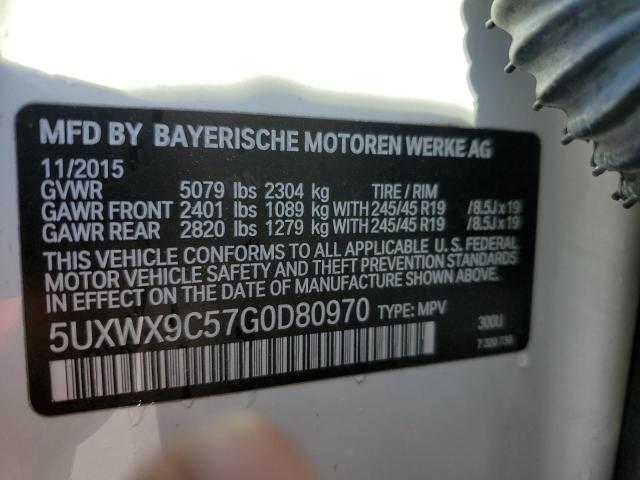 MFD BY BAYERISCHE MOTOREN WERKE AG
11/2015
GVWR 5079 lbs 2304 kg TIRE / RIM
GAWR FRONT 2401 lbs 1089 kg WITH 245/45 R19 /8.5J x 19
GAWR REAR 2820 lbs 1279 kg WITH 245/45 R19 /8.5J x 19
THIS VEHICLE CONFORMS TO ALL APPLICABLE U. S. FEDERAL
MOTOR VEHICLE SAFETY AND THEFT PREVENTION STANDARDS
IN EFFECT ON THE DATE OF MANUFACTURE SHOWN ABOVE.
5UXWX9C57G0D80970 TYPE: MPV 300U
7 320 730